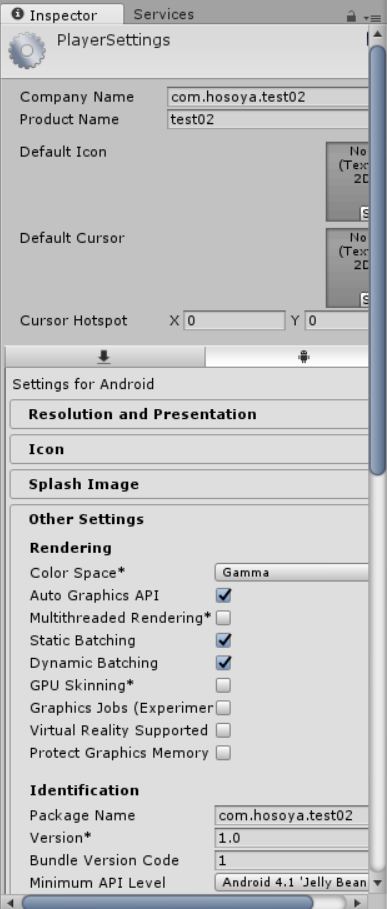 Inspector Services
PlayerSettings
Company Name com.hosoya.test02
Product Name test02
Default Icon
No
(Tex
2D
S
Default Cursor
No
(Tex
2D
S
Cursor Hotspot X 0 Y 0
Settings for Android
Resolution and Presentation
Icon
Splash Image
Other Settings
Rendering
Color Space* Gamma
Auto Graphics API
Multithreaded Rendering*
Static Batching
Dynamic Batching
GPU Skinning*
Graphics Jobs (Experimen
Virtual Reality Supported
Protect Graphics Memory
Identification
Package Name com.hosoya.test02
Version* 1.0
Bundle Version Code 1
Minimum API Level Android 4.1 'Jelly Bean